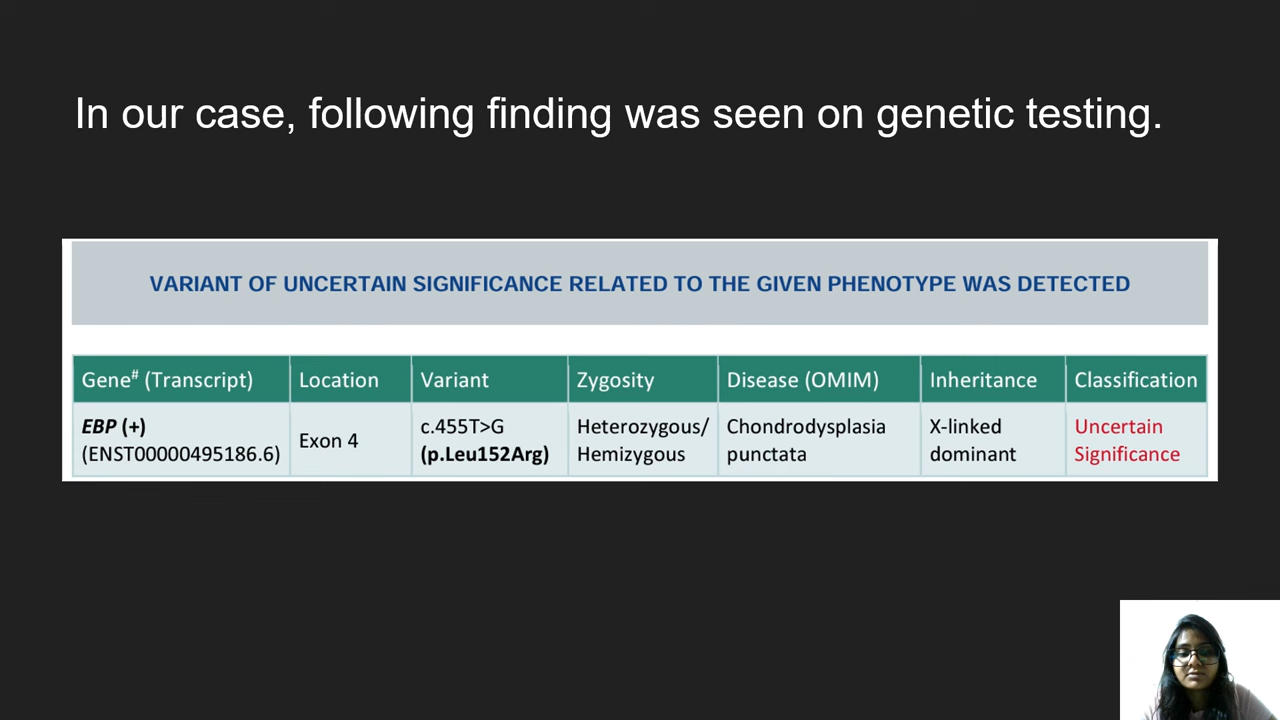 In our case, following finding was seen on genetic testing.
VARIANT OF UNCERTAIN SIGNIFICANCE RELATED TO THE GIVEN PHENOTYPE WAS DETECTED
Gene# (Transcript) Location Variant Zygosity Disease (OMIM) Inheritance Classification
EBP (+) Exon 4 c.455T>G Heterozygous/ Chondrodysplasia X-linked Uncertain
(ENST00000495186.6) (p.Leu152Arg) Hemizygous punctata dominant Significance